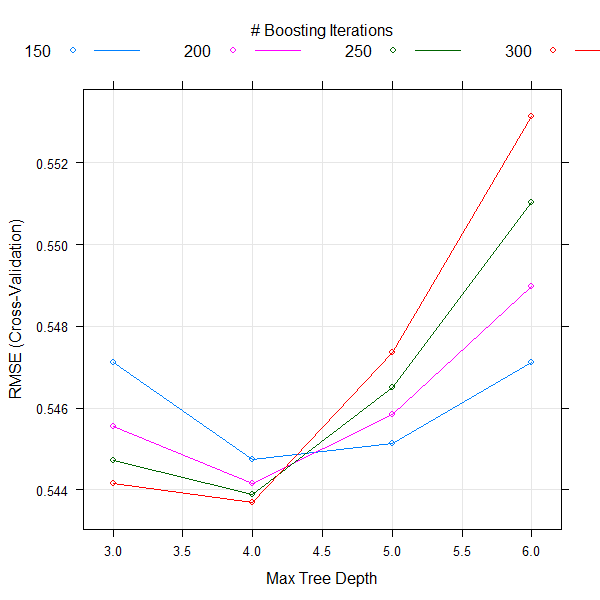 # Boosting Iterations
150 200 250 300
0.552
0.550
0.548
0.546
0.544
RMSE (Cross-Validation)
3.0 3.5 4.0 4.5 5.0 5.5 6.0
Max Tree Depth